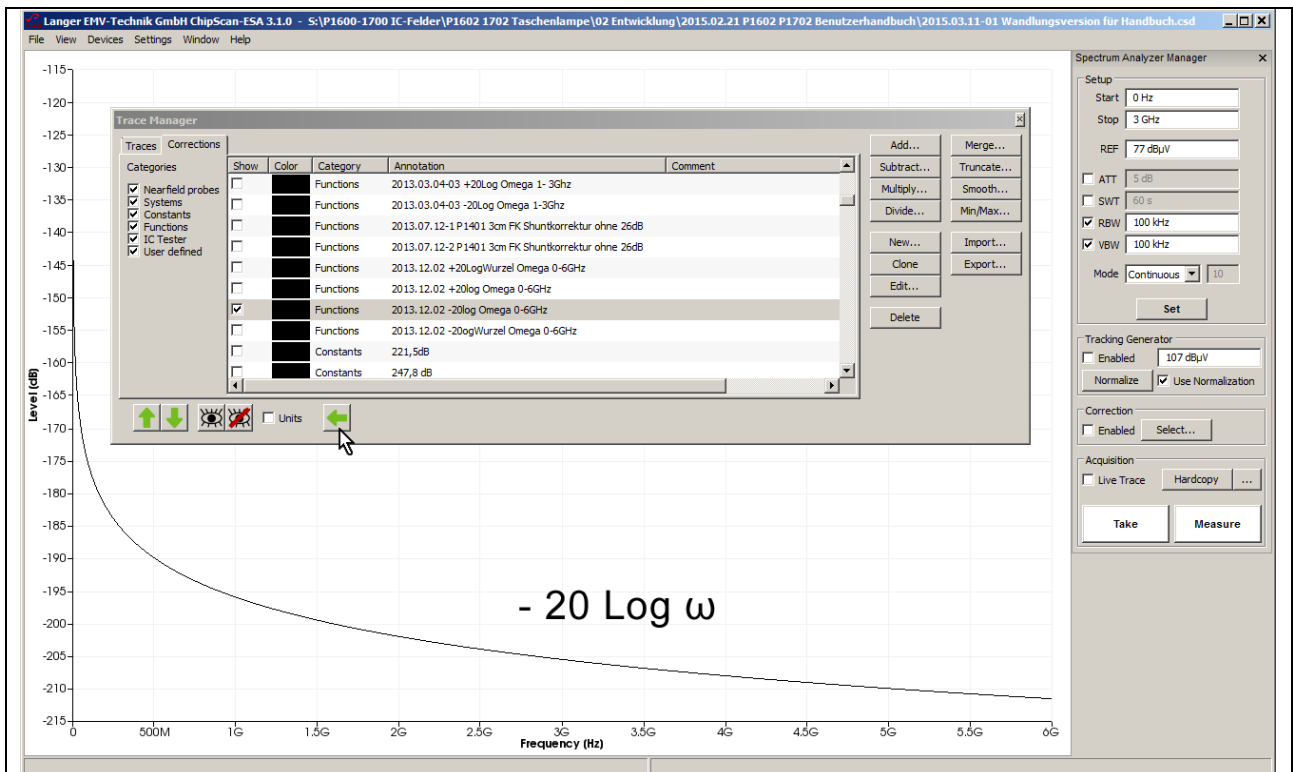 Langer EMV-Technik GmbH ChipScan-ESA 3.1.0 - S:\P1600-1700 IC-Felder\P1602 1702 Taschenlampe\02 Entwicklung\2015.02.21 P1602 P1702 Benutzerhandbuch\2015.03.11-01 Wandlungsversion für Handbuch.csd
File View Devices Settings Window Help
Trace Manager
Traces Corrections
Categories
Nearfield probes
Systems
Constants
Functions
IC Tester
User defined
Show Color Category Annotation Comment
Functions 2013.03.04-03 +20Log Omega 1- 3Ghz
Functions 2013.03.04-03 -20Log Omega 1-3Ghz
Functions 2013.07.12-1 P1401 3cm FK Shuntkorrektur ohne 26dB
Functions 2013.07.12-2 P1401 3cm FK Shuntkorrektur ohne 26dB
Functions 2013.12.02 +20LogWurzel Omega 0-6GHz
Functions 2013.12.02 +20log Omega 0-6GHz
Functions 2013.12.02 -20log Omega 0-6GHz
Functions 2013.12.02 -20ogWurzel Omega 0-6GHz
Constants 221,5dB
Constants 247,8 dB
Units
Add... Merge...
Subtract... Truncate...
Multiply... Smooth...
Divide... Min/Max...
New... Import...
Clone Export...
Edit...
Delete
-115
-120
-125
-130
-135
-140
-145
-150
-155
-160
-165
-170
-175
-180
-185
-190
-195
-200
-205
-210
-215
Level (dB)
- 20 Log ω
0 500M 1G 1.5G 2G 2.5G 3G 3.5G 4G 4.5G 5G 5.5G 6G
Frequency (Hz)
Spectrum Analyzer Manager
Setup
Start 0 Hz
Stop 3 GHz
REF 77 dBµV
ATT 5 dB
SWT 60 s
RBW 100 kHz
VBW 100 kHz
Mode Continuous 10
Set
Tracking Generator
Enabled 107 dBµV
Normalize Use Normalization
Correction
Enabled Select...
Acquisition
Live Trace Hardcopy ...
Take Measure